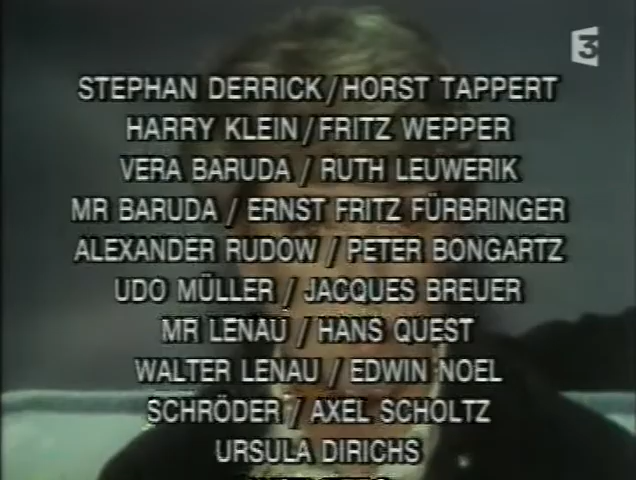 3
STEPHAN DERRICK / HORST TAPPERT
HARRY KLEIN / FRITZ WEPPER
VERA BARUDA / RUTH LEUWERIK
MR BARUDA / ERNST FRITZ FÜRBRINGER
ALEXANDER RUDOW / PETER BONGARTZ
UDO MÜLLER / JACQUES BREUER
MR LENAU / HANS QUEST
WALTER LENAU / EDWIN NOEL
SCHRÖDER / AXEL SCHOLTZ
URSULA DIRICHS